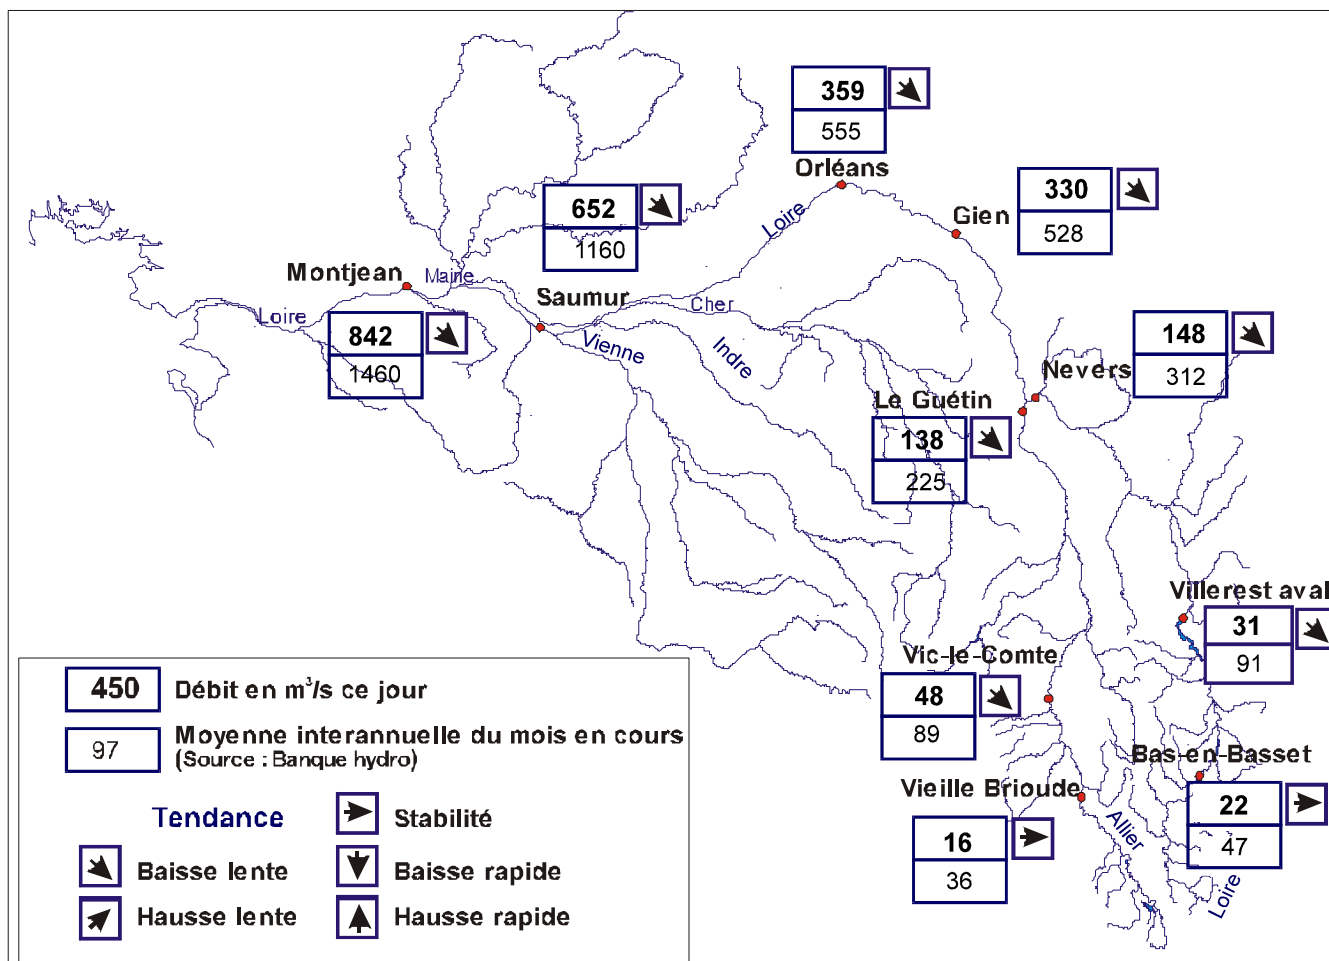 359
555
Orléans
330
528
Gien
652
1160
Loire
Montjean
Maine
Saumur
Cher
Loire
842
1460
Vienne
Indre
148
312
Nevers
Le Guétin
138
225
Villerest aval
31
91
Vic-le-Comte
48
89
Bas-en-Basset
22
47
Vieille Brioude
16
36
Allier
Loire
450 Débit en m³/s ce jour
97 Moyenne interannuelle du mois en cours
(Source : Banque hydro)
Tendance
Stabilité
Baisse lente
Baisse rapide
Hausse lente
Hausse rapide